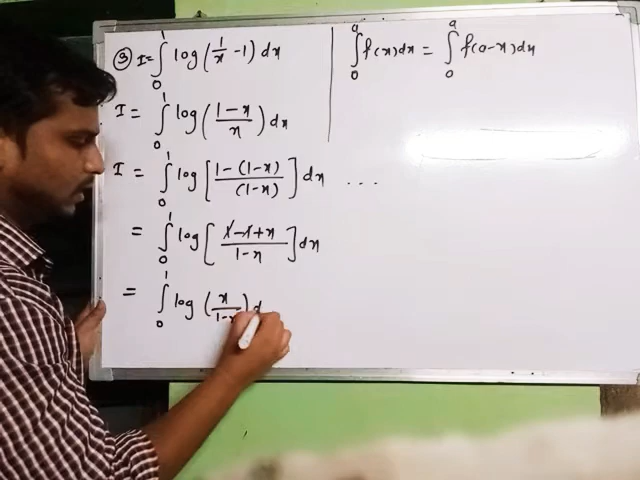 ③ I = ∫₀¹ log(1/x - 1) dx
∫₀ᵃ f(x)dx = ∫₀ᵃ f(a-x)dx
I = ∫₀¹ log((1-x)/x) dx
I = ∫₀¹ log[(1-(1-x))/(1-x)] dx ...
= ∫₀¹ log[(1-1+x)/(1-x)] dx
= ∫₀¹ log(x/(1-x)) d